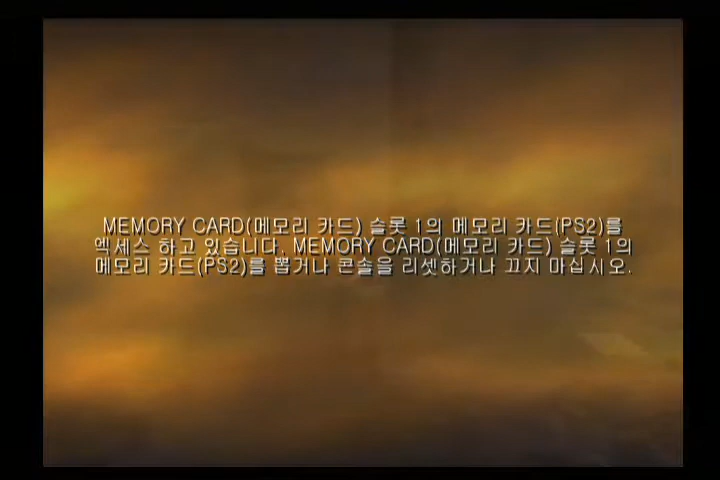 MEMORY CARD(메모리 카드) 슬롯 1의 메모리 카드(PS2)를
엑세스 하고 있습니다. MEMORY CARD(메모리 카드) 슬롯 1의
메모리 카드(PS2)를 뽑거나 콘솔을 리셋하거나 끄지 마십시오.